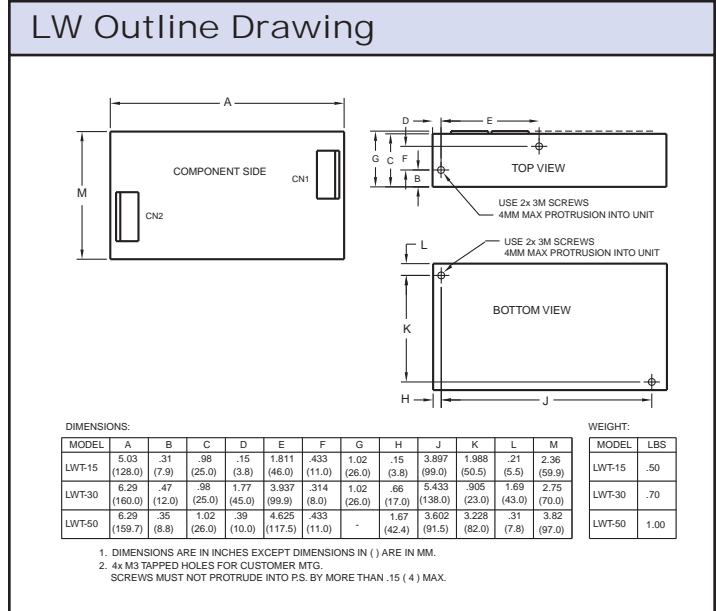 LW Outline Drawing
A
M
COMPONENT SIDE
CN1
CN2
D
E
G
C
F
B
TOP VIEW
USE 2x 3M SCREWS
4MM MAX PROTRUSION INTO UNIT
L
USE 2x 3M SCREWS
4MM MAX PROTRUSION INTO UNIT
BOTTOM VIEW
K
H
J
DIMENSIONS:
MODEL A B C D E F G H J K L M
LWT-15 5.03 .31 .98 .15 1.811 .433 1.02 .15 3.897 1.988 .21 2.36
(128.0) (7.9) (25.0) (3.8) (46.0) (11.0) (26.0) (3.8) (99.0) (50.5) (5.5) (59.9)
LWT-30 6.29 .47 .98 1.77 3.937 .314 1.02 .66 5.433 .905 1.69 2.75
(160.0) (12.0) (25.0) (45.0) (99.9) (8.0) (26.0) (17.0) (138.0) (23.0) (43.0) (70.0)
LWT-50 6.29 .35 1.02 .39 4.625 .433 - 1.67 3.602 3.228 .31 3.82
(159.7) (8.8) (26.0) (10.0) (117.5) (11.0) (42.4) (91.5) (82.0) (7.8) (97.0)
WEIGHT:
MODEL LBS
LWT-15 .50
LWT-30 .70
LWT-50 1.00
1. DIMENSIONS ARE IN INCHES EXCEPT DIMENSIONS IN ( ) ARE IN MM.
2. 4x M3 TAPPED HOLES FOR CUSTOMER MTG.
SCREWS MUST NOT PROTRUDE INTO P.S. BY MORE THAN .15 ( 4 ) MAX.